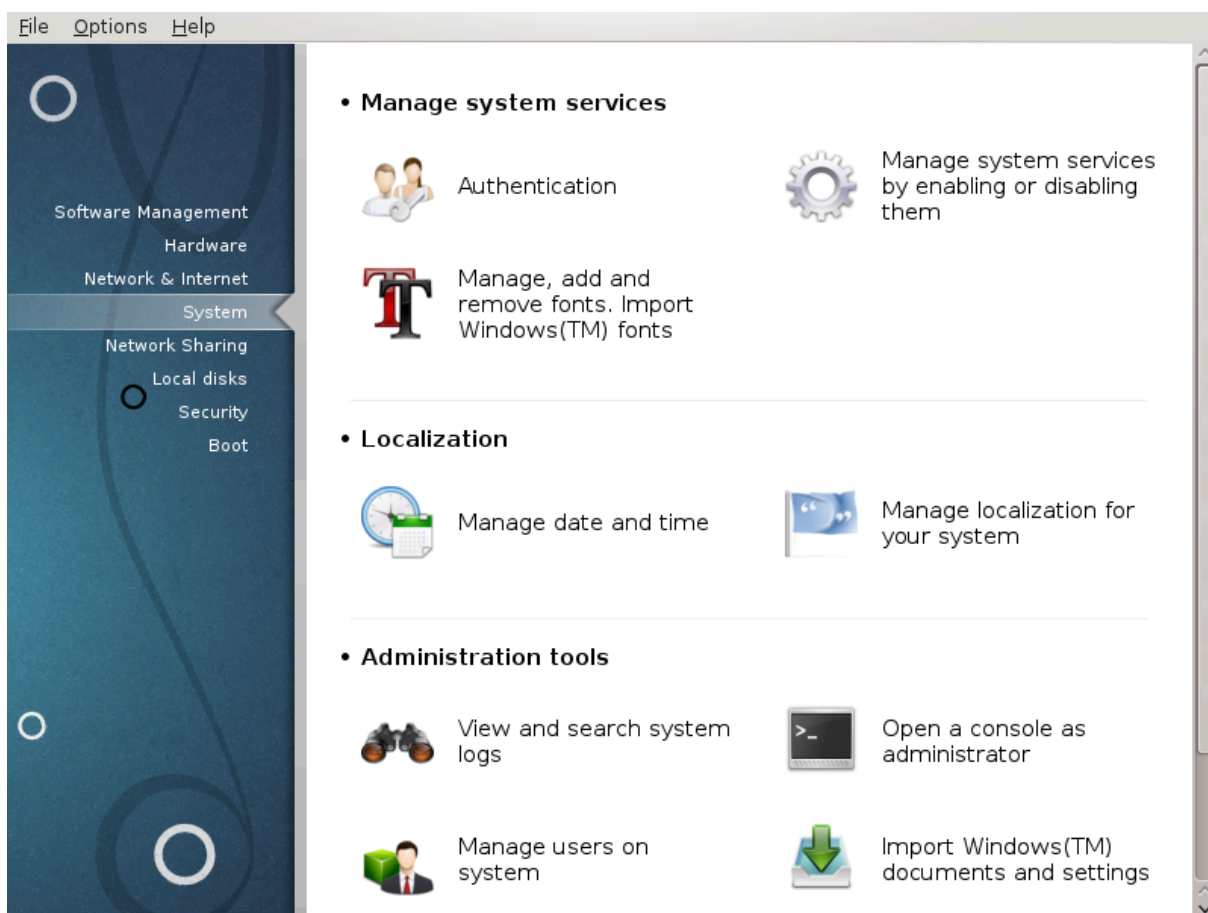 File Options Help
Software Management
Hardware
Network & Internet
System
Network Sharing
Local disks
Security
Boot
• Manage system services
Authentication
Manage system services
by enabling or disabling
them
Manage, add and
remove fonts. Import
Windows(TM) fonts
• Localization
Manage date and time
Manage localization for
your system
• Administration tools
View and search system
logs
Open a console as
administrator
Manage users on
system
Import Windows(TM)
documents and settings